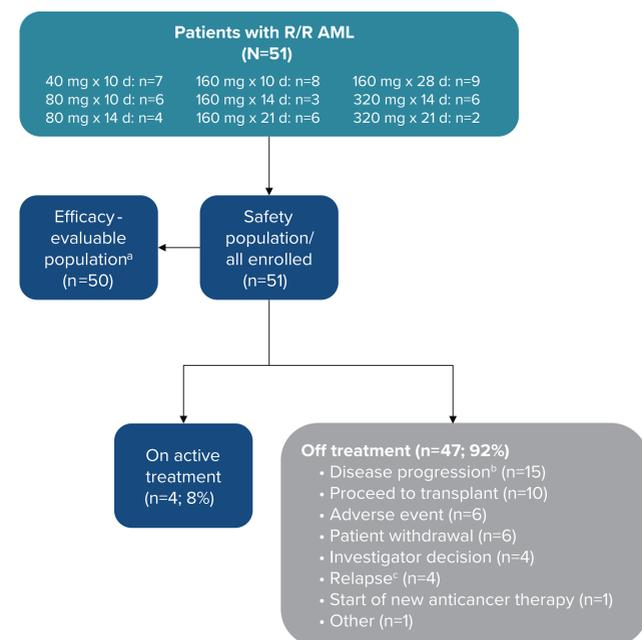 Patients with R/R AML
(N=51)
40 mg x 10 d: n=7 160 mg x 10 d: n=8 160 mg x 28 d: n=9
80 mg x 10 d: n=6 160 mg x 14 d: n=3 320 mg x 14 d: n=6
80 mg x 14 d: n=4 160 mg x 21 d: n=6 320 mg x 21 d: n=2
Efficacy-
evaluable
populationᵃ
(n=50)
Safety
population/
all enrolled
(n=51)
On active
treatment
(n=4; 8%)
Off treatment (n=47; 92%)
• Disease progressionᵇ (n=15)
• Proceed to transplant (n=10)
• Adverse event (n=6)
• Patient withdrawal (n=6)
• Investigator decision (n=4)
• Relapseᶜ (n=4)
• Start of new anticancer therapy (n=1)
• Other (n=1)